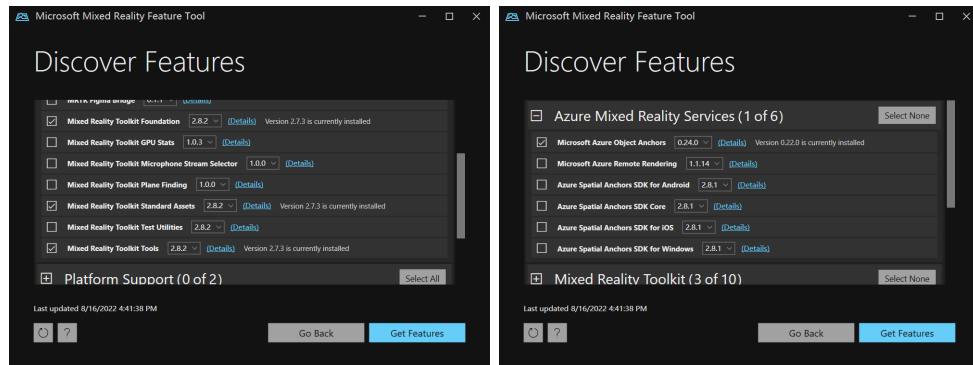 Microsoft Mixed Reality Feature Tool
Discover Features
MRTK Figma Bridge 0.1.1 (Details)
Mixed Reality Toolkit Foundation 2.8.2 (Details) Version 2.7.3 is currently installed
Mixed Reality Toolkit GPU Stats 1.0.3 (Details)
Mixed Reality Toolkit Microphone Stream Selector 1.0.0 (Details)
Mixed Reality Toolkit Plane Finding 1.0.0 (Details)
Mixed Reality Toolkit Standard Assets 2.8.2 (Details) Version 2.7.3 is currently installed
Mixed Reality Toolkit Test Utilities 2.8.2 (Details)
Mixed Reality Toolkit Tools 2.8.2 (Details) Version 2.7.3 is currently installed
Platform Support (0 of 2) Select All
Last updated 8/16/2022 4:41:38 PM
? Go Back Get Features
Microsoft Mixed Reality Feature Tool
Discover Features
Azure Mixed Reality Services (1 of 6) Select None
Microsoft Azure Object Anchors 0.24.0 (Details) Version 0.22.0 is currently installed
Microsoft Azure Remote Rendering 1.1.14 (Details)
Azure Spatial Anchors SDK for Android 2.8.1 (Details)
Azure Spatial Anchors SDK Core 2.8.1 (Details)
Azure Spatial Anchors SDK for iOS 2.8.1 (Details)
Azure Spatial Anchors SDK for Windows 2.8.1 (Details)
Mixed Reality Toolkit (3 of 10) Select None
Last updated 8/16/2022 4:41:38 PM
? Go Back Get Features